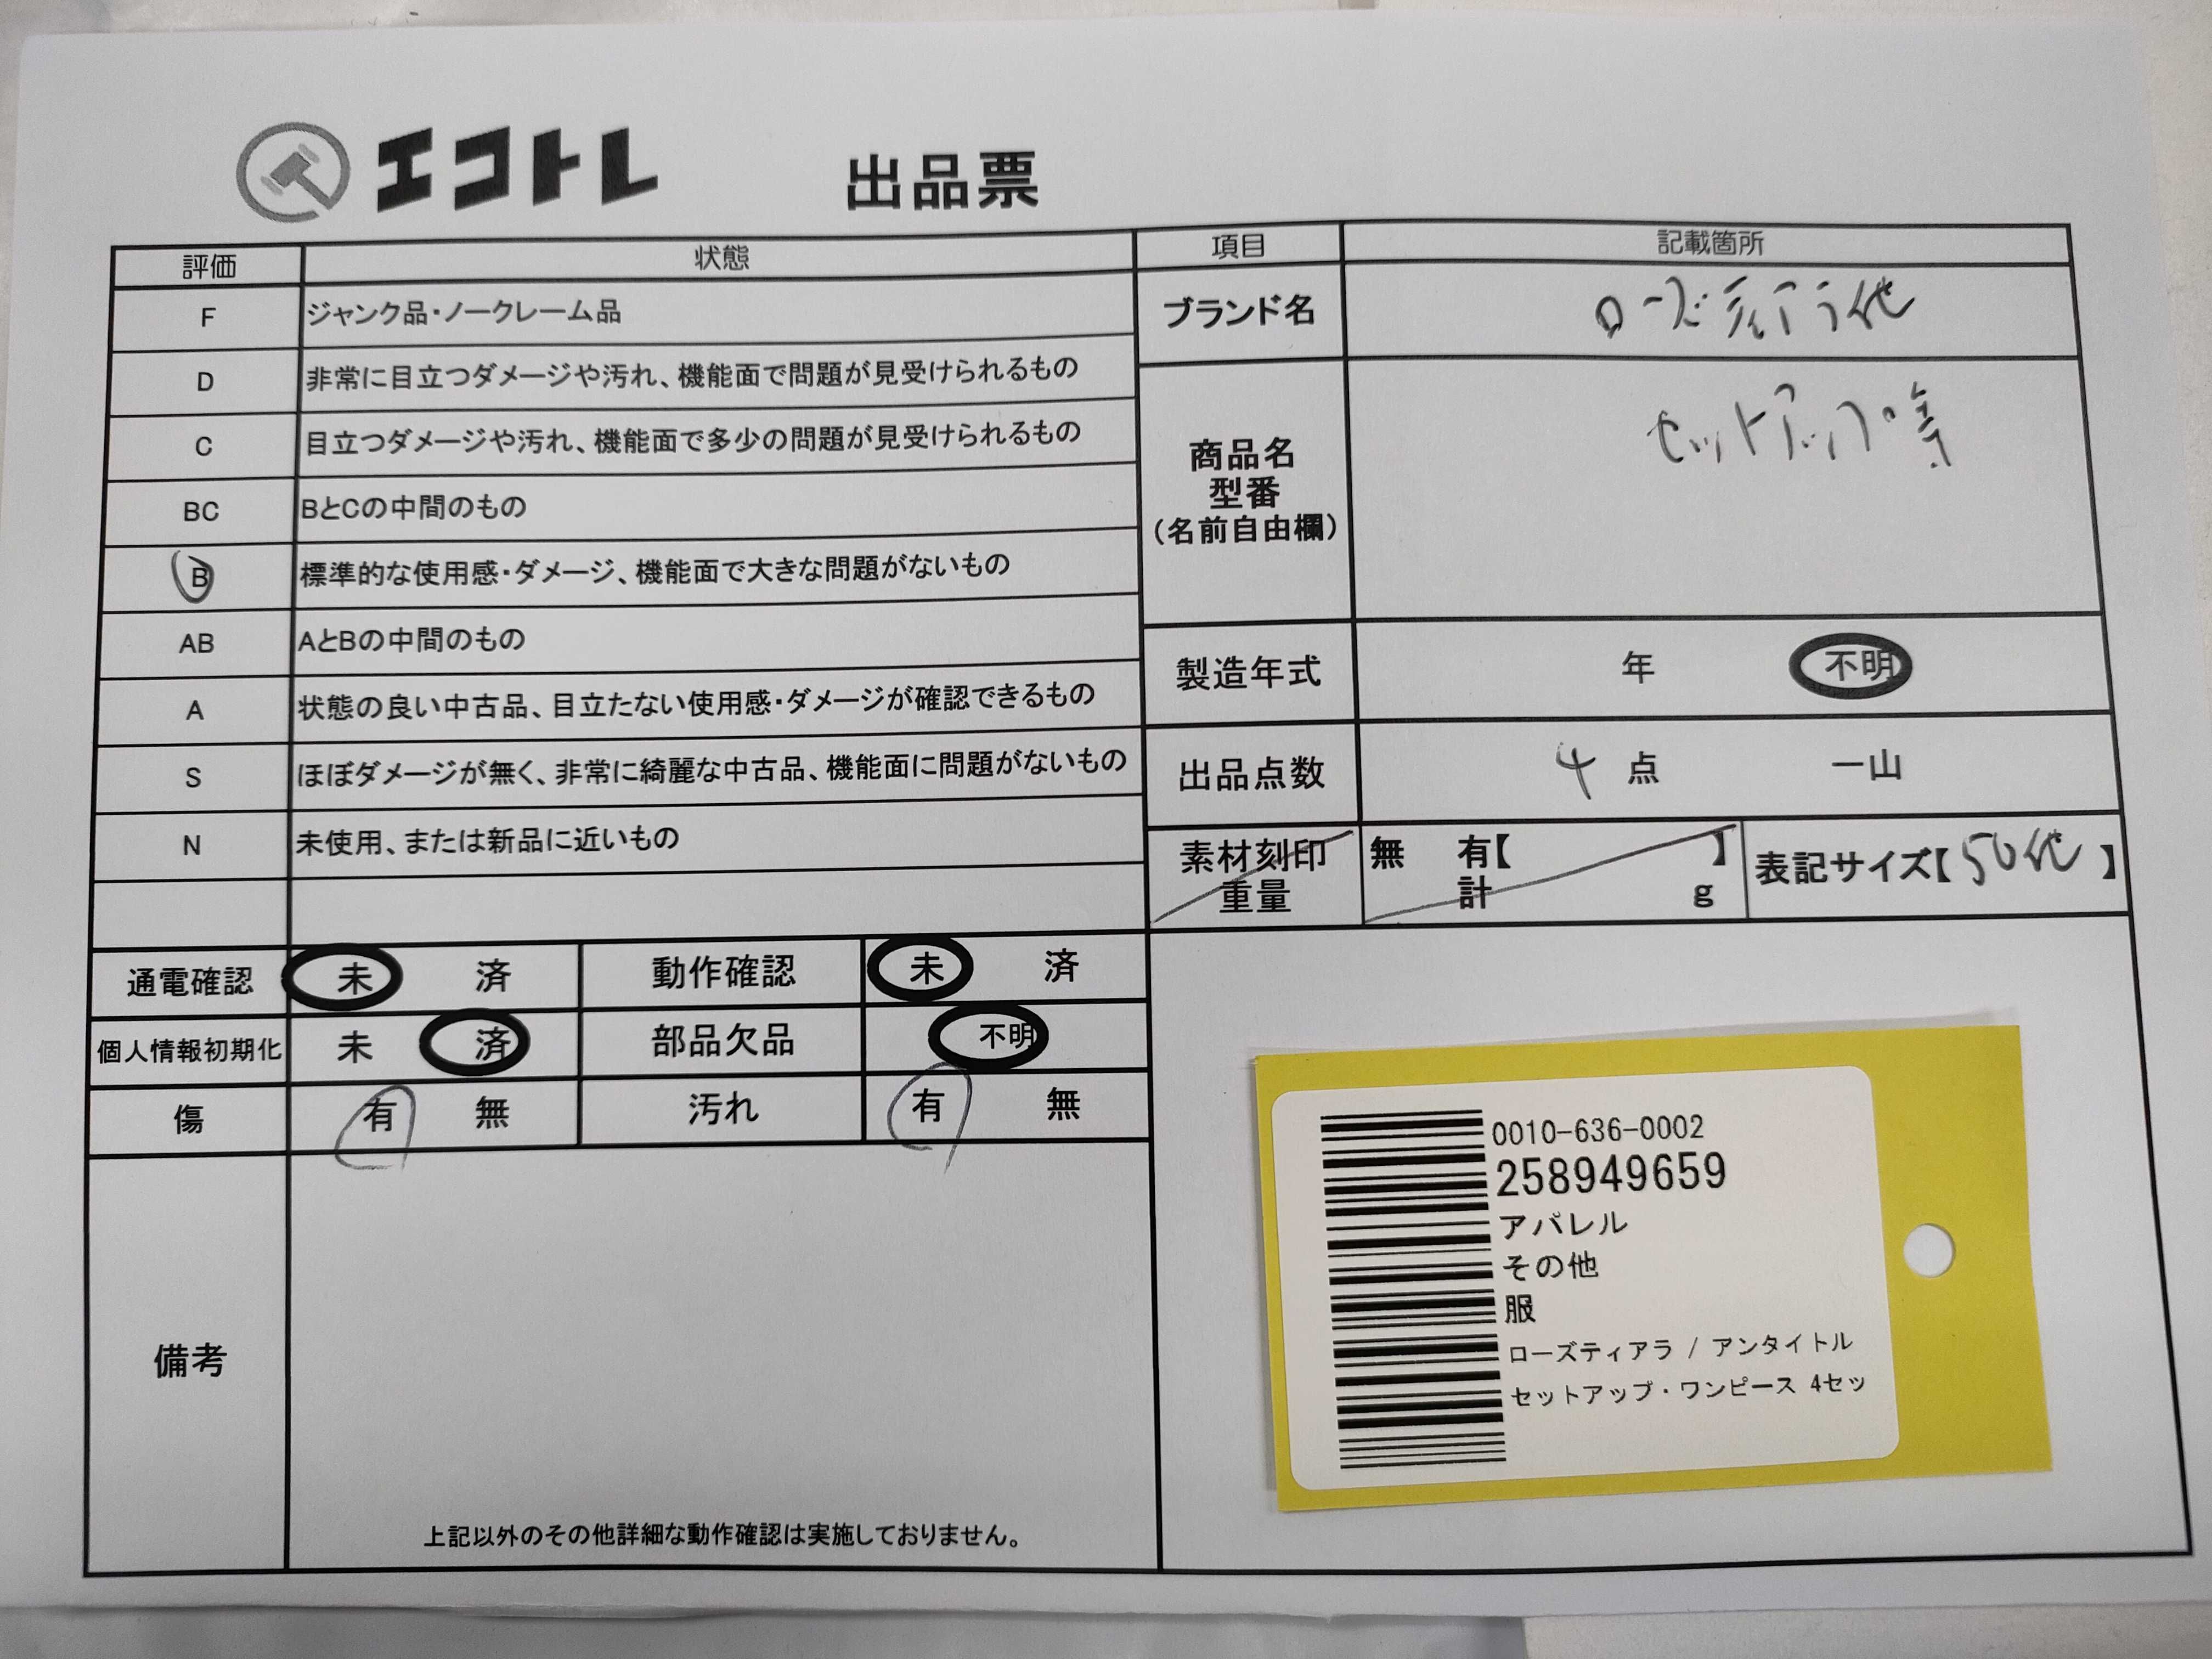 エコトレ 出品票
評価 状態
F ジャンク品・ノークレーム品
D 非常に目立つダメージや汚れ、機能面で問題が見受けられるもの
C 目立つダメージや汚れ、機能面で多少の問題が見受けられるもの
BC BとCの中間のもの
B 標準的な使用感・ダメージ、機能面で大きな問題がないもの
AB AとBの中間のもの
A 状態の良い中古品、目立たない使用感・ダメージが確認できるもの
S ほぼダメージが無く、非常に綺麗な中古品、機能面に問題がないもの
N 未使用、または新品に近いもの
通電確認 未 済 動作確認 未 済
個人情報初期化 未 済 部品欠品 不明
傷 有 無 汚れ 有 無
備考
上記以外のその他詳細な動作確認は実施しておりません。
項目 記載箇所
ブランド名 ローズティアラ他
商品名
型番
(名前自由欄)
セットアップ等
製造年式 年 不明
出品点数 4 点 一山
素材刻印 無 有【 】
重量 計 g
表記サイズ【50他】
0010-636-0002
258949659
アパレル
その他
服
ローズティアラ / アンタイトル
セットアップ・ワンピース 4セッ